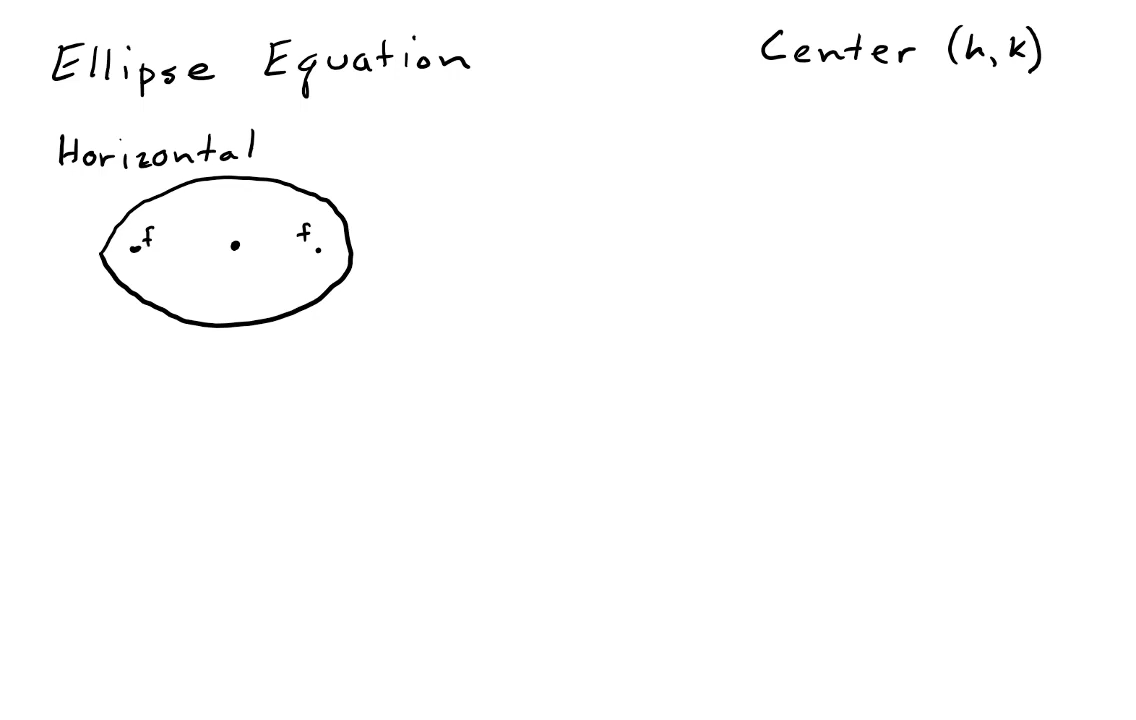 Ellipse Equation
Center (h, k)
Horizontal
f
f